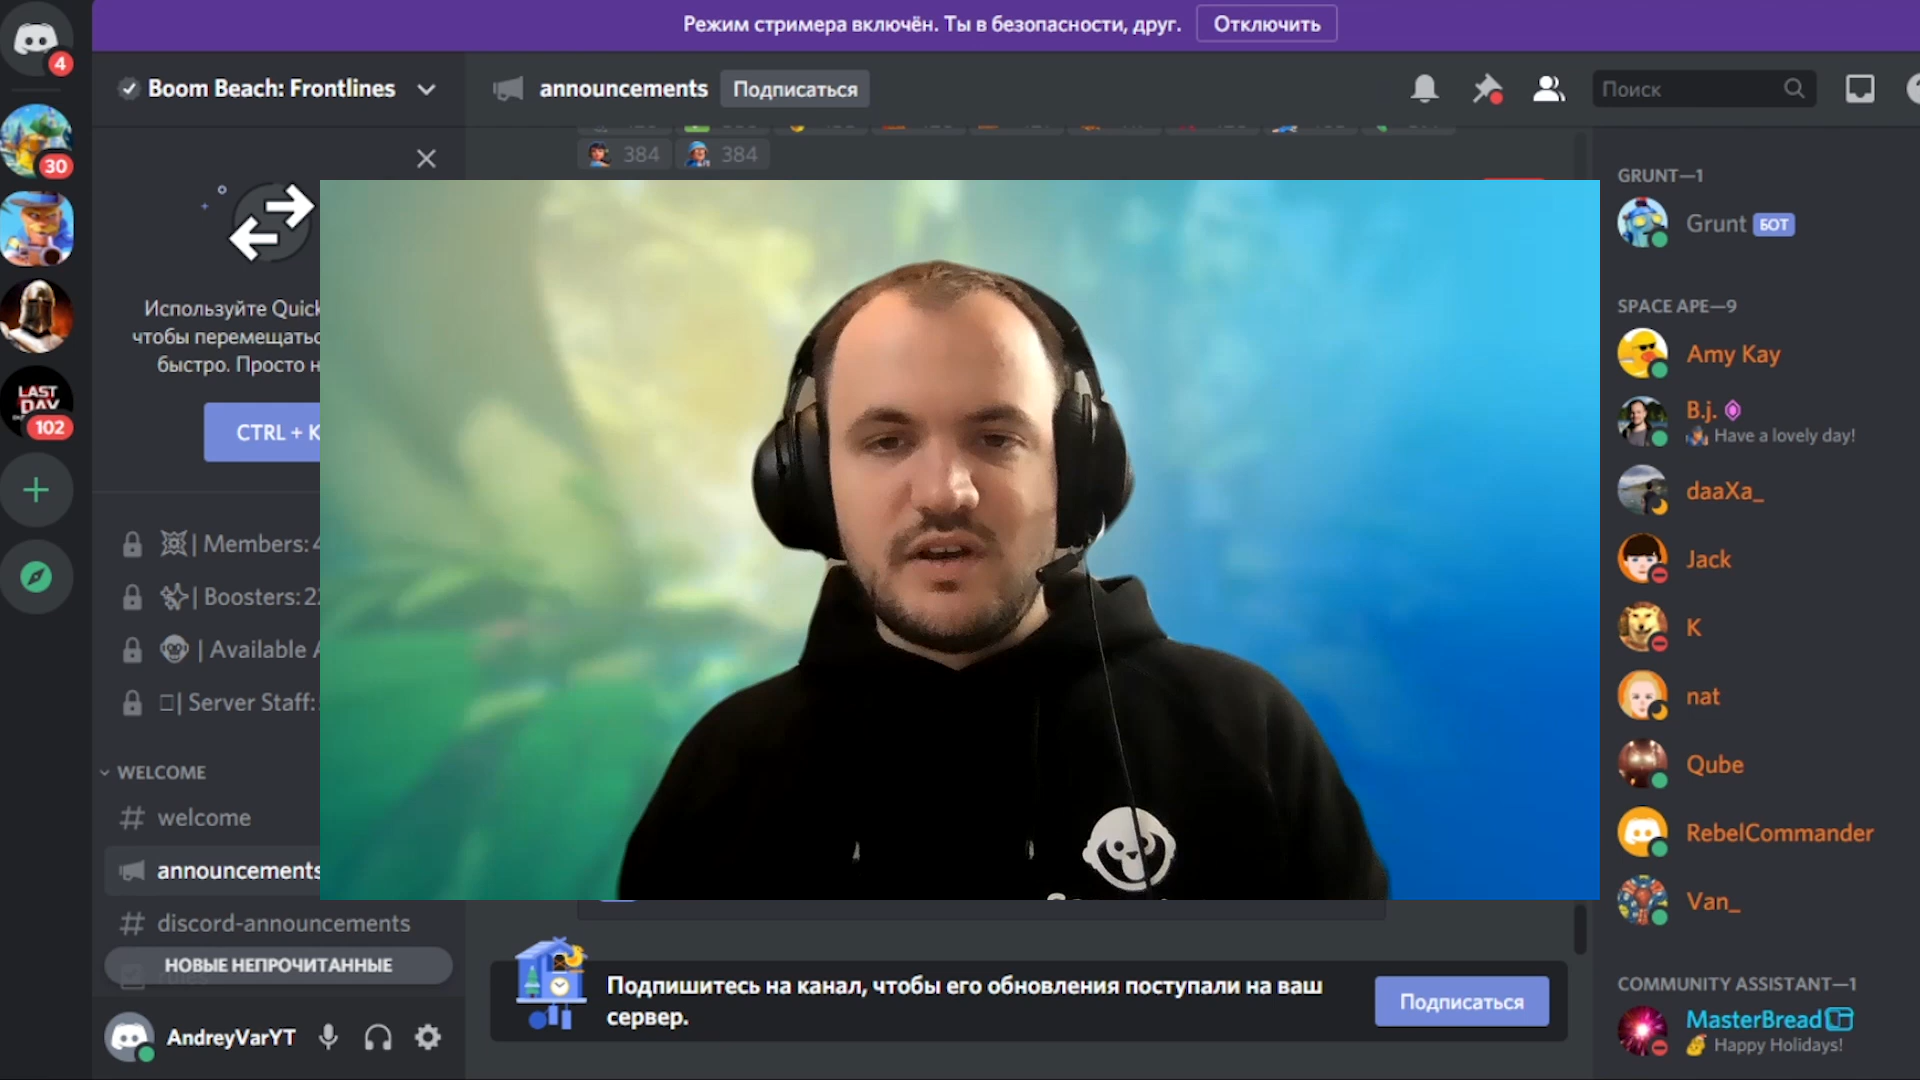 Режим стримера включён. Ты в безопасности, друг.
Отключить
4
Boom Beach: Frontlines
announcements
Подписаться
Поиск
30
384
384
GRUNT—1
Grunt
БОТ
Используйте Quick
чтобы перемещатьс
быстро. Просто н
SPACE APE—9
Amy Kay
LAST
DAY
102
CTRL + K
B.j.
Have a lovely day!
daaXa_
| Members: 4
Jack
| Boosters: 22
K
| Available A
nat
| Server Staff:
WELCOME
Qube
welcome
RebelCommander
announcements
Van_
discord-announcements
НОВЫЕ НЕПРОЧИТАННЫЕ
Подпишитесь на канал, чтобы его обновления поступали на ваш
сервер.
Подписаться
COMMUNITY ASSISTANT—1
MasterBread
Happy Holidays!
AndreyVarYT